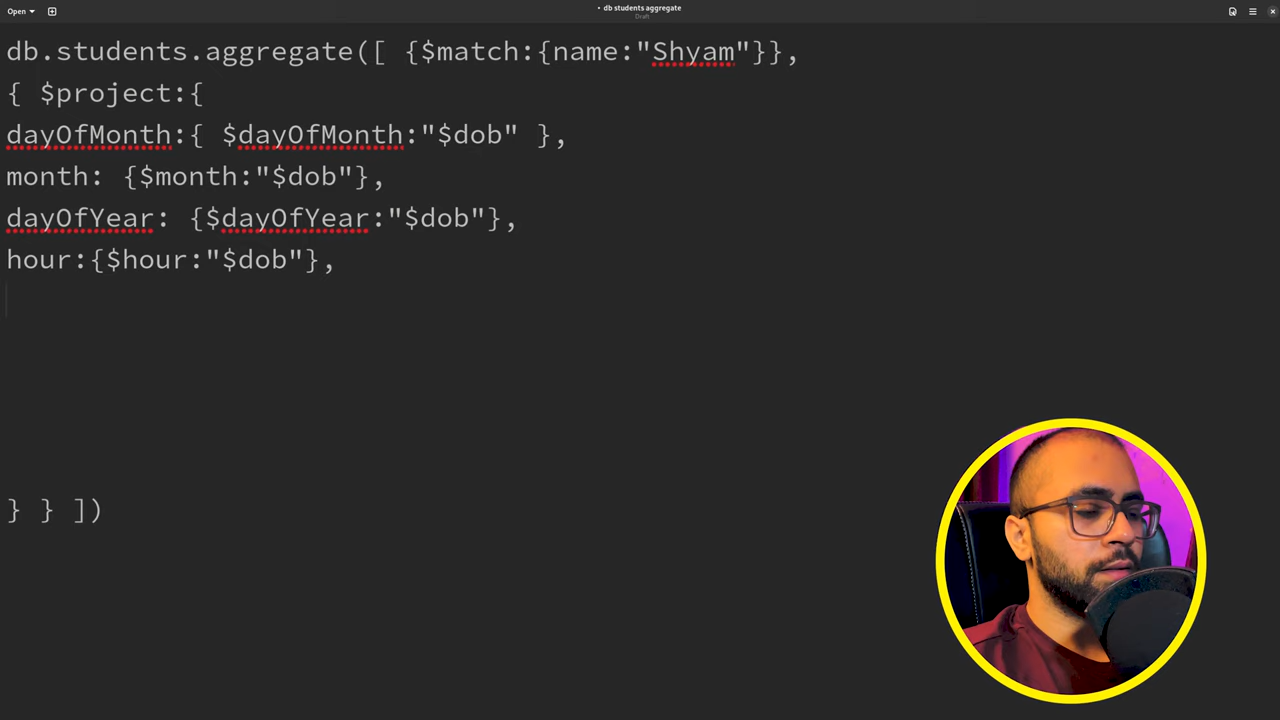 Open
• db students aggregate
Draft
db.students.aggregate([ {$match:{name:"Shyam"}},
{ $project:{
dayOfMonth:{ $dayOfMonth:"$dob" },
month: {$month:"$dob"},
dayOfYear: {$dayOfYear:"$dob"},
hour:{$hour:"$dob"},
} } ])